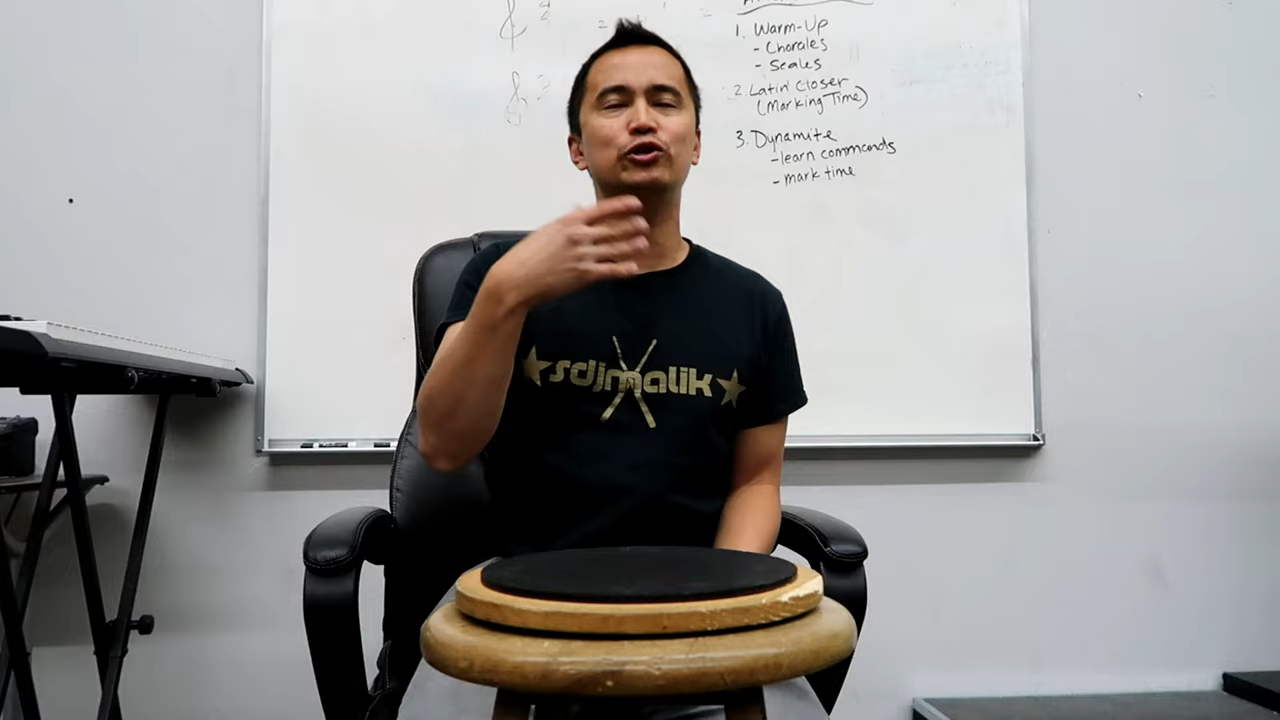 1. Warm-Up
- Chorales
- Scales
2. Latin Closer
(Marking Time)
3. Dynamite
- learn commands
- mark time
sdjmalik